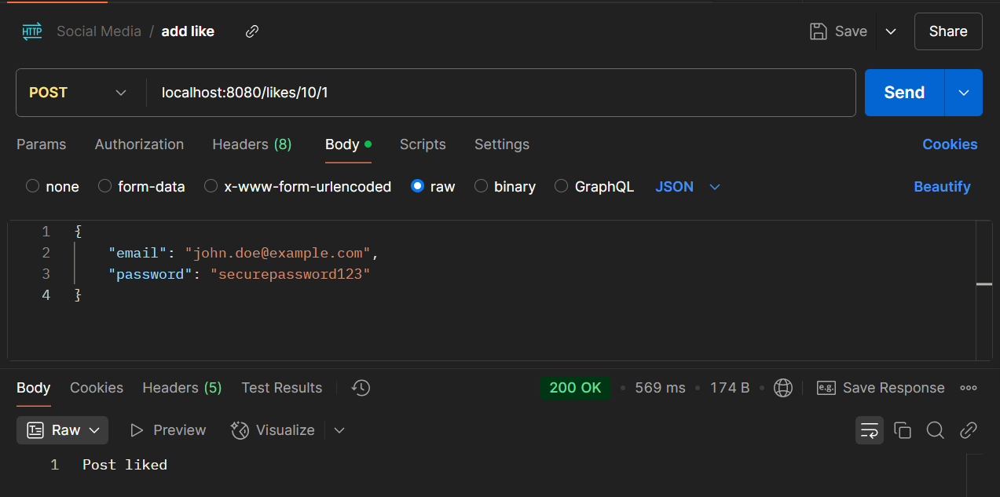 HTTP Social Media / add like Save Share
POST localhost:8080/likes/10/1 Send
Params Authorization Headers (8) Body Scripts Settings Cookies
none form-data x-www-form-urlencoded raw binary GraphQL JSON Beautify
1 {
2 "email": "john.doe@example.com",
3 "password": "securepassword123"
4 }
Body Cookies Headers (5) Test Results 200 OK • 569 ms • 174 B • e.g. Save Response
Raw Preview Visualize
1 Post liked